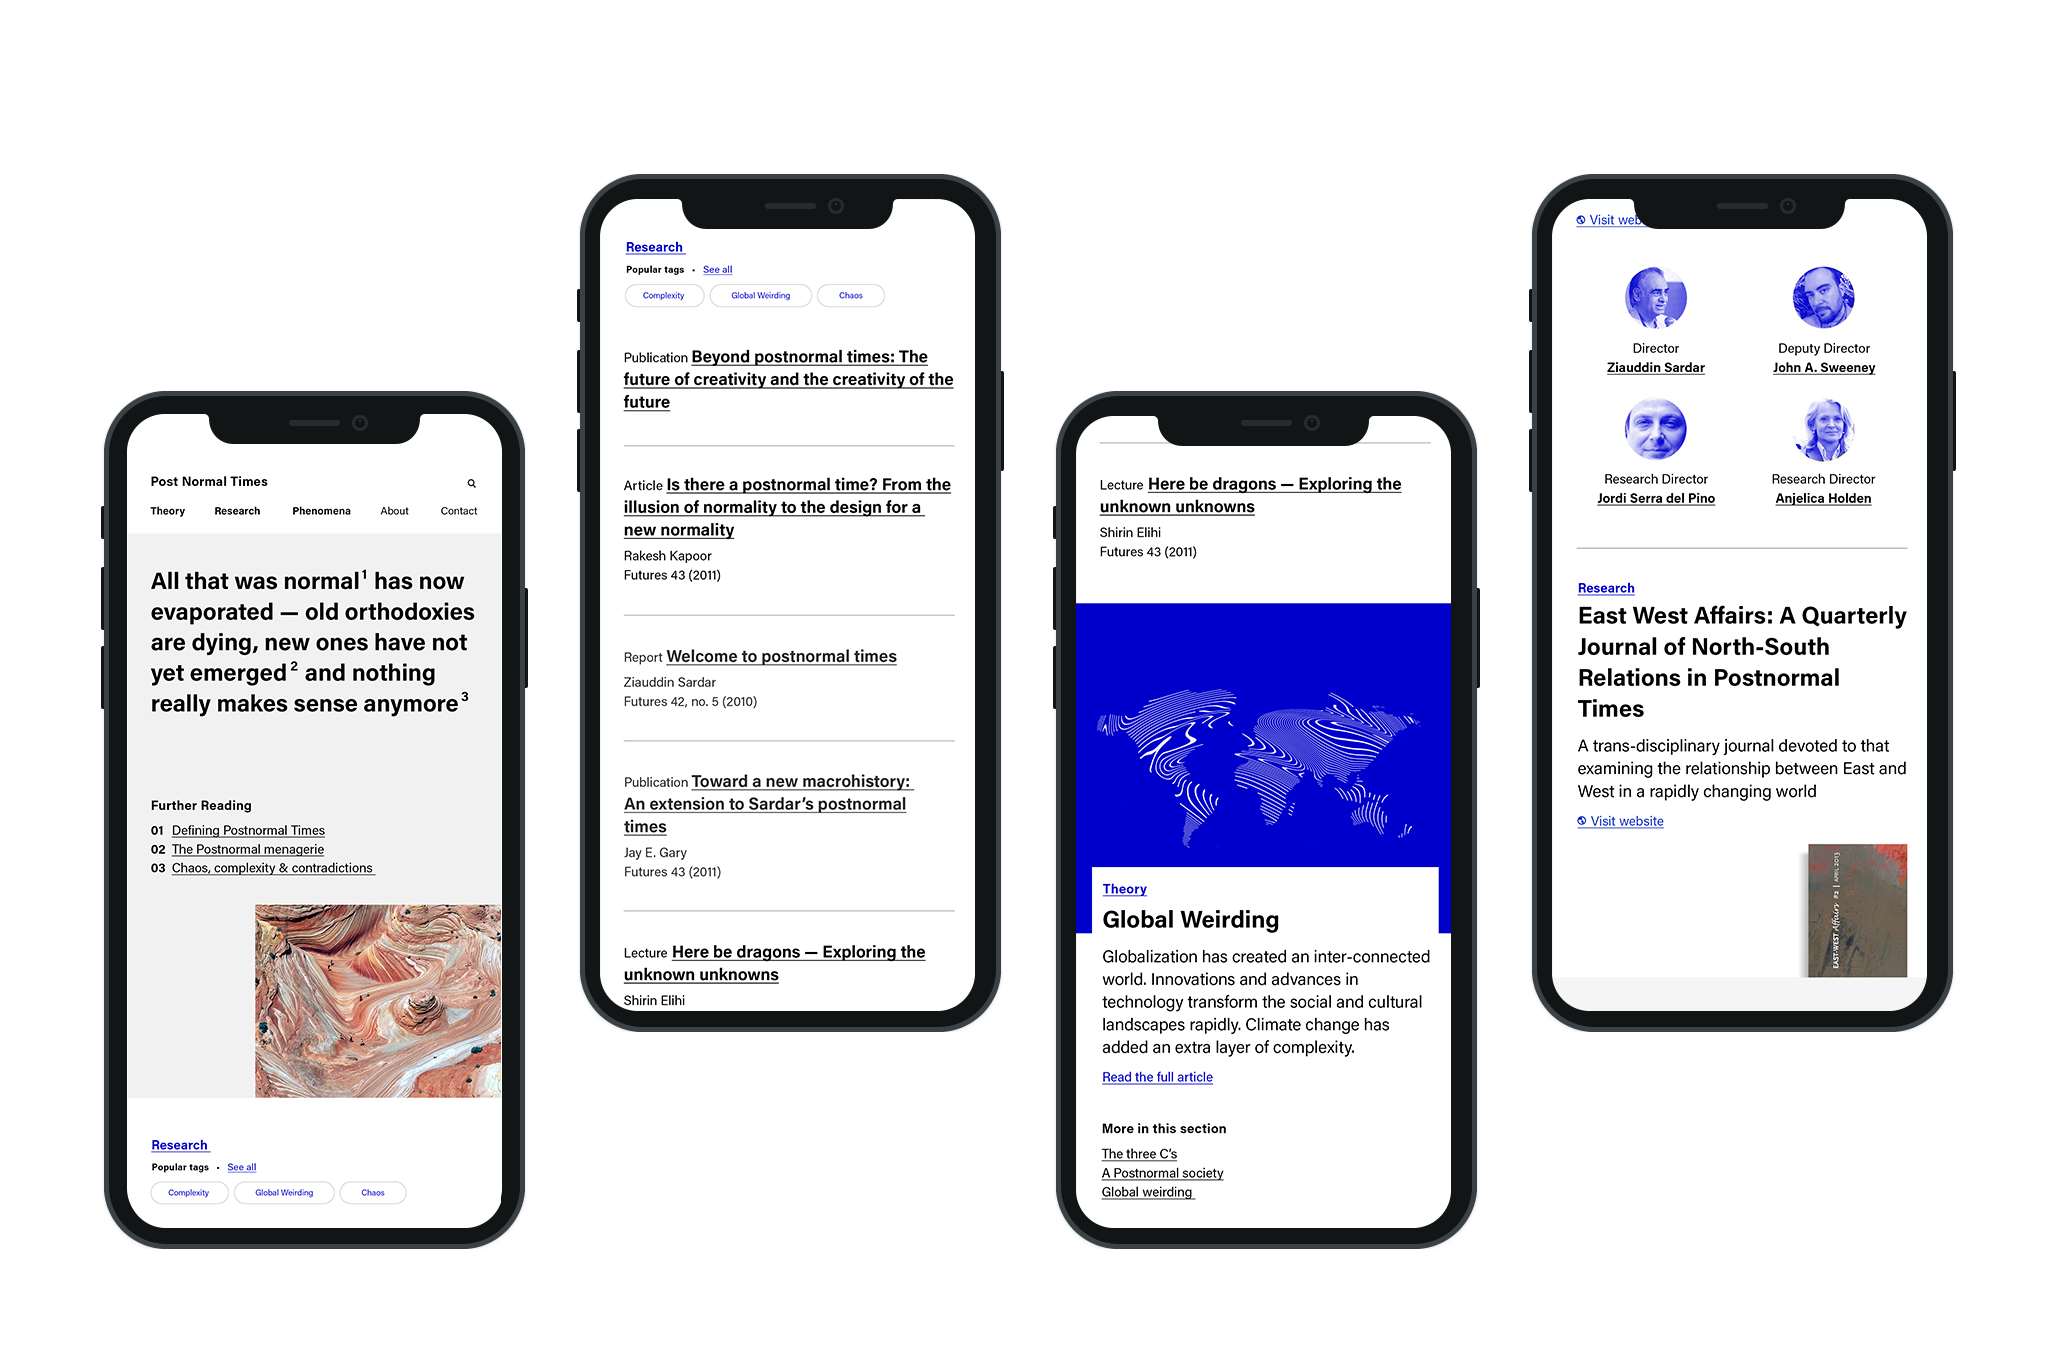 Post Normal Times
Theory Research Phenomena About Contact
All that was normal¹ has now
evaporated — old orthodoxies
are dying, new ones have not
yet emerged² and nothing
really makes sense anymore³
Further Reading
01 Defining Postnormal Times
02 The Postnormal menagerie
03 Chaos, complexity & contradictions
Research
Popular tags • See all
Complexity Global Weirding Chaos
Research
Popular tags • See all
Complexity Global Weirding Chaos
Publication Beyond postnormal times: The
future of creativity and the creativity of the
future
Article Is there a postnormal time? From the
illusion of normality to the design for a
new normality
Rakesh Kapoor
Futures 43 (2011)
Report Welcome to postnormal times
Ziauddin Sardar
Futures 42, no. 5 (2010)
Publication Toward a new macrohistory:
An extension to Sardar’s postnormal
times
Jay E. Gary
Futures 43 (2011)
Lecture Here be dragons — Exploring the
unknown unknowns
Shirin Elihi
Lecture Here be dragons — Exploring the
unknown unknowns
Shirin Elihi
Futures 43 (2011)
Theory
Global Weirding
Globalization has created an inter-connected
world. Innovations and advances in
technology transform the social and cultural
landscapes rapidly. Climate change has
added an extra layer of complexity.
Read the full article
More in this section
The three C’s
A Postnormal society
Global weirding
Visit web
Director
Ziauddin Sardar
Deputy Director
John A. Sweeney
Research Director
Jordi Serra del Pino
Research Director
Anjelica Holden
Research
East West Affairs: A Quarterly
Journal of North-South
Relations in Postnormal
Times
A trans-disciplinary journal devoted to that
examining the relationship between East and
West in a rapidly changing world
Visit website
EAST-WEST Affairs #2 | APRIL 2013